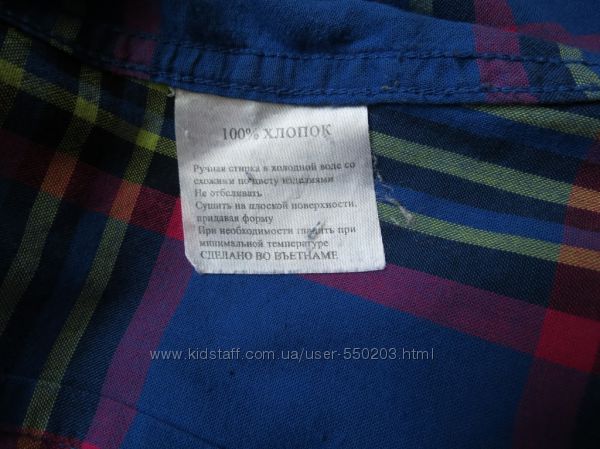 100% ХЛОПОК
Ручная стирка в холодной воде со
схожими по цвету изделиями
Не отбеливать
Сушить на плоской поверхности,
придавая форму
При необходимости гладить при
минимальной температуре
СДЕЛАНО ВО ВЬЕТНАМЕ
www.kidstaff.com.ua/user-550203.html